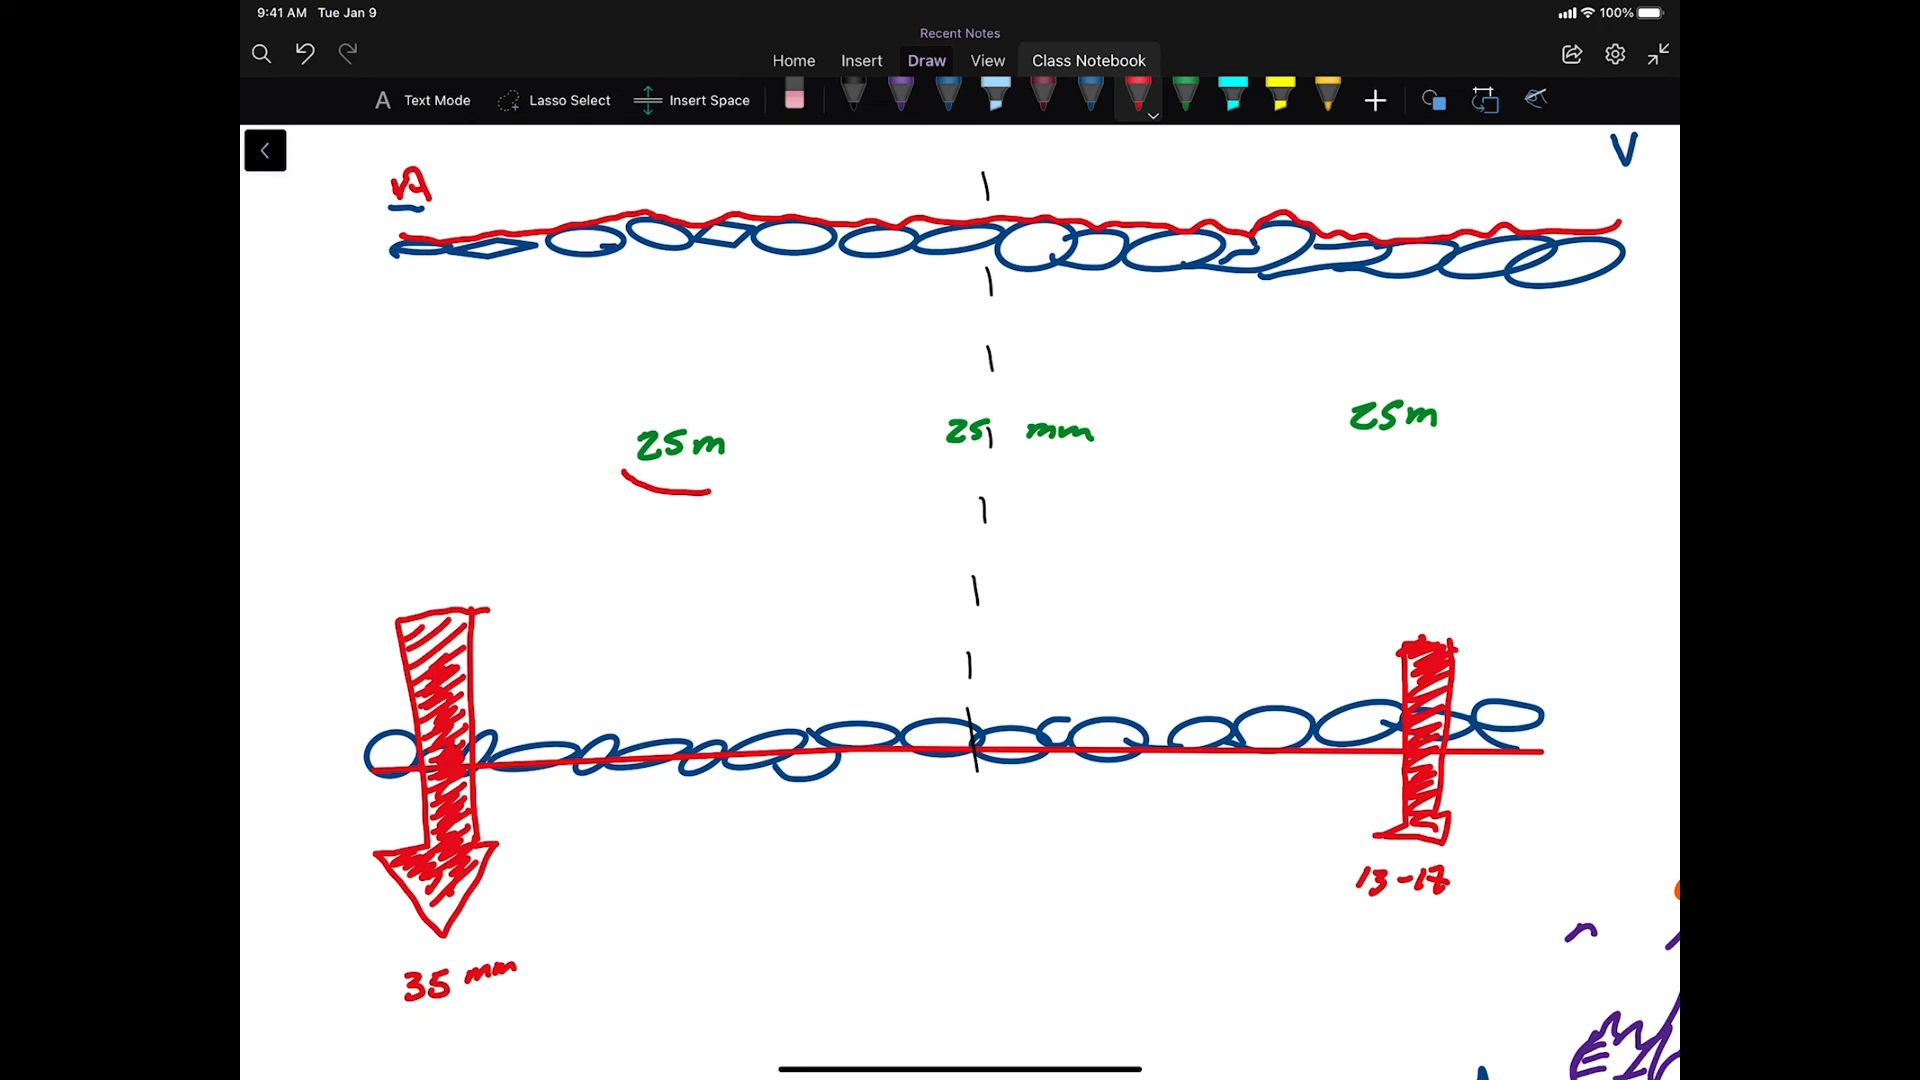 9:41 AM Tue Jan 9
100%
Recent Notes
Home Insert Draw View Class Notebook
A Text Mode Lasso Select Insert Space
V
25m 25 mm 25m
13-17
35 mm